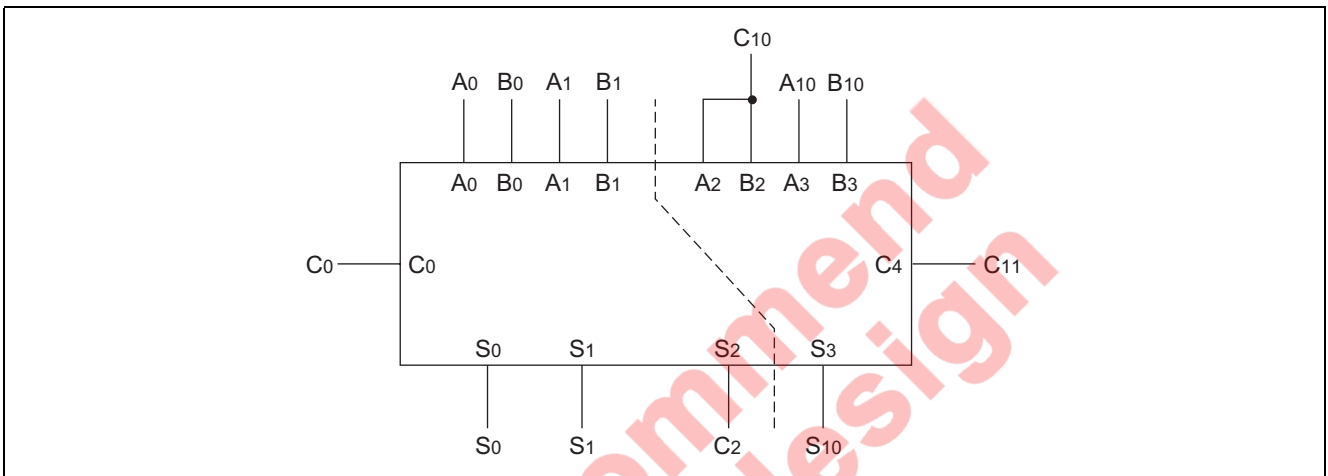 C10
A0 B0 A1 B1 A10 B10
A0 B0 A1 B1 A2 B2 A3 B3
C0 C0 C4 C11
S0 S1 S2 S3
S0 S1 C2 S10
ommend
design